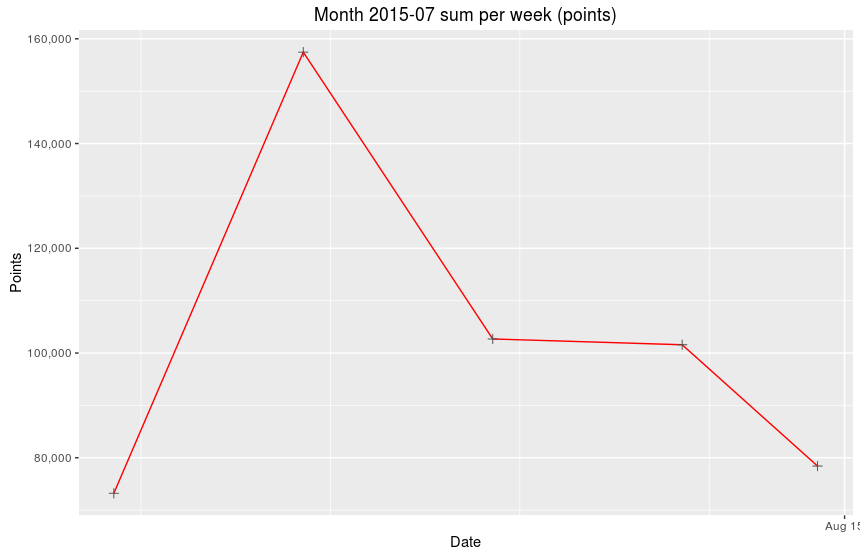 Month 2015-07 sum per week (points)
160,000
140,000
120,000
100,000
80,000
Points
Aug 15
Date